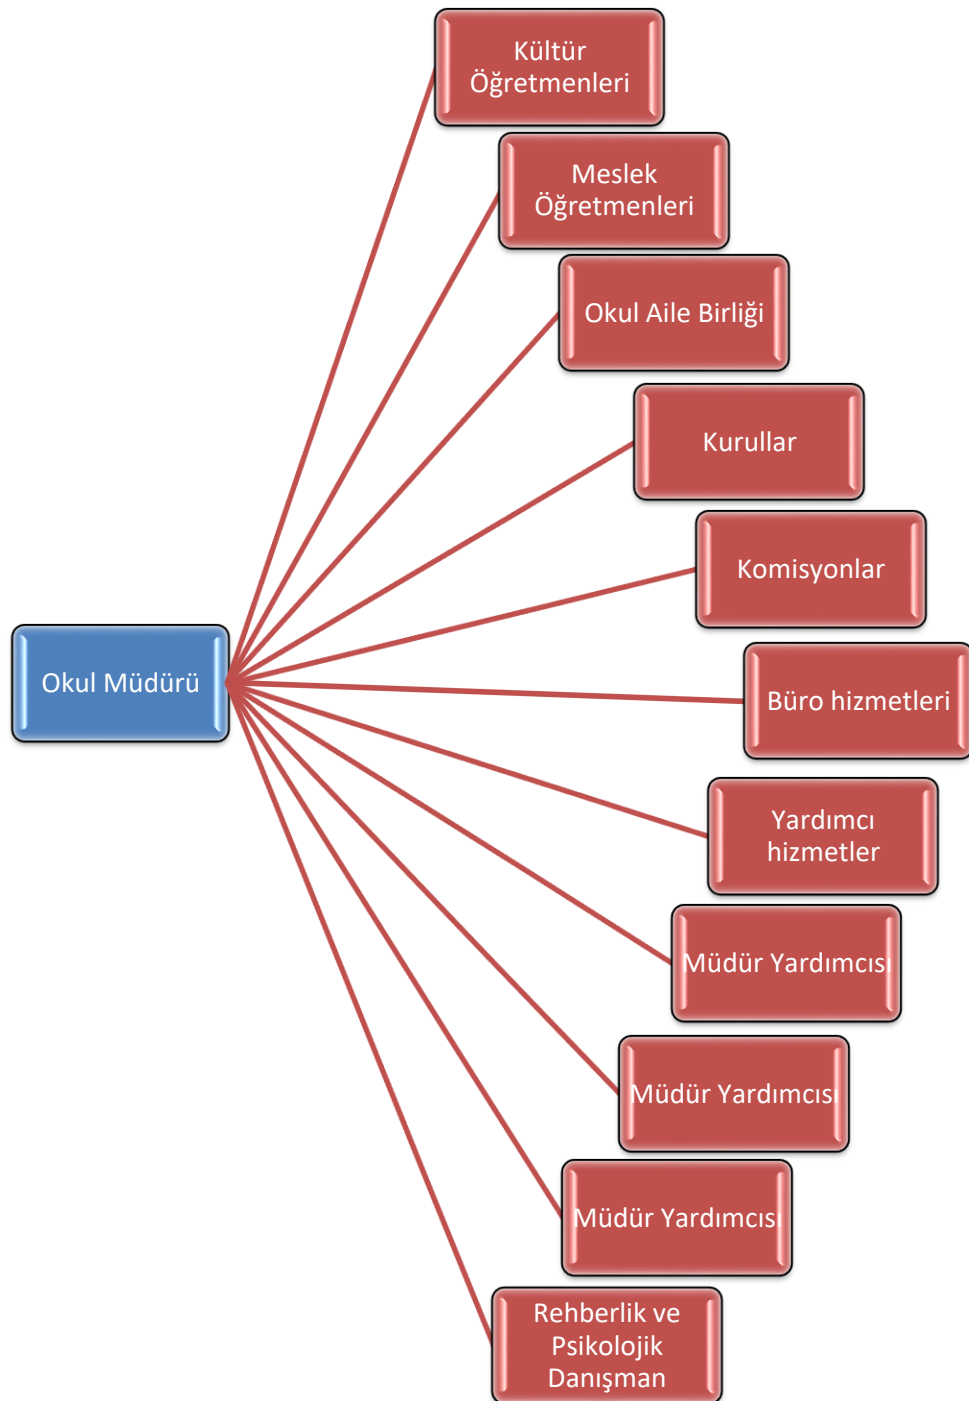 Kültür
Öğretmenleri
Meslek
Öğretmenleri
Okul Aile Birliği
Kurullar
Komisyonlar
Okul Müdürü
Büro hizmetleri
Yardımcı
hizmetler
Müdür Yardımcısı
Müdür Yardımcısı
Müdür Yardımcısı
Rehberlik ve
Psikolojik
Danışman